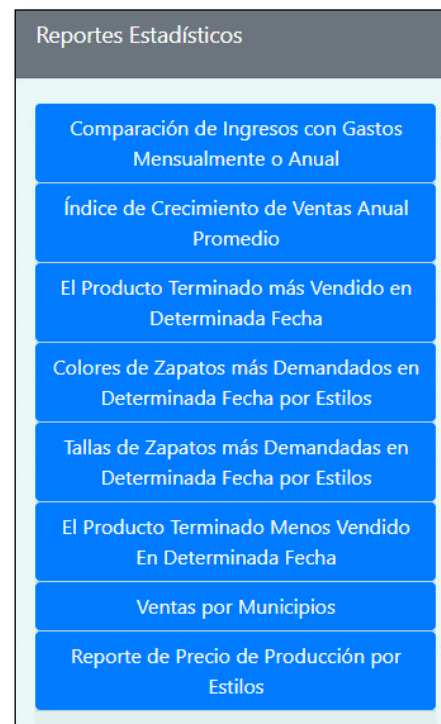 Reportes Estadísticos
Comparación de Ingresos con Gastos
Mensualmente o Anual
Índice de Crecimiento de Ventas Anual
Promedio
El Producto Terminado más Vendido en
Determinada Fecha
Colores de Zapatos más Demandados en
Determinada Fecha por Estilos
Tallas de Zapatos más Demandadas en
Determinada Fecha por Estilos
El Producto Terminado Menos Vendido
En Determinada Fecha
Ventas por Municipios
Reporte de Precio de Producción por
Estilos